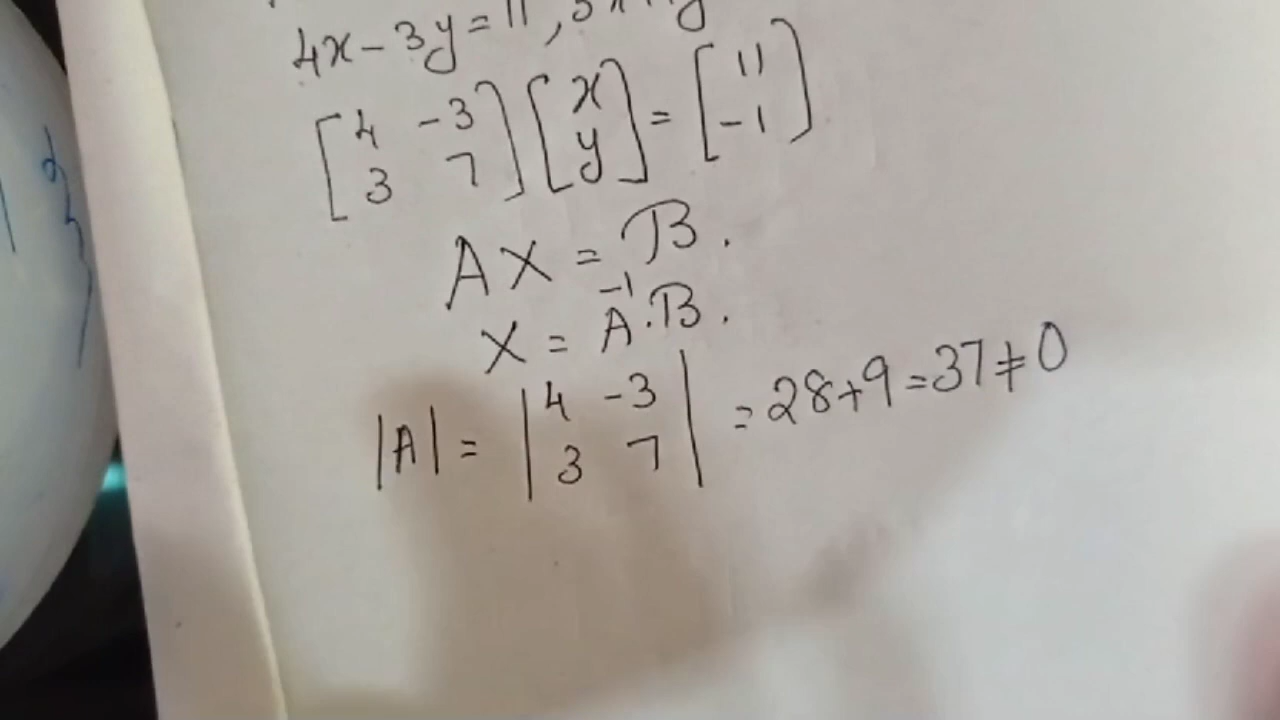 4x - 3y = 11,
[4 -3 3 7] [x y] = [11 -1]
AX = B.
X = A⁻¹.B.
|A| = |4 -3 3 7| = 28+9 = 37 ≠ 0